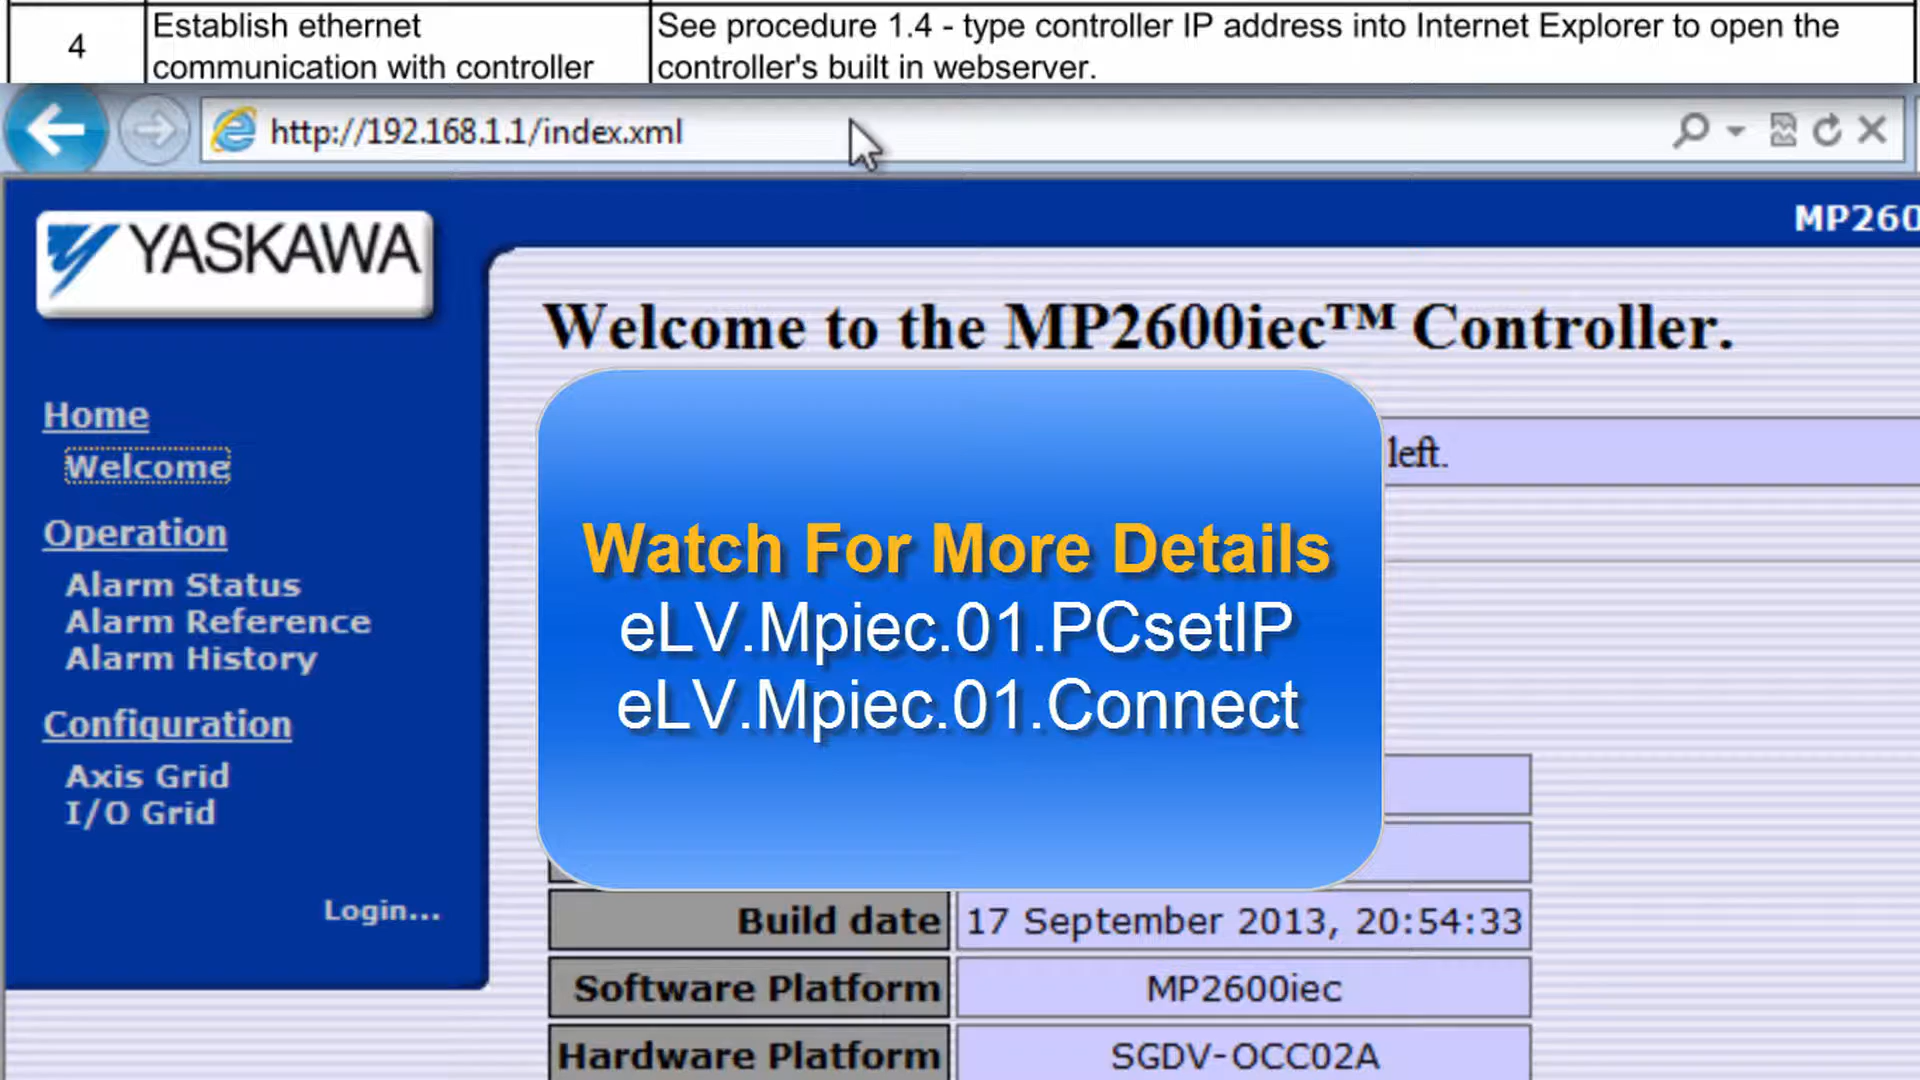 4
Establish ethernet
communication with controller
See procedure 1.4 - type controller IP address into Internet Explorer to open the
controller's built in webserver.
http://192.168.1.1/index.xml
YASKAWA
MP260
Welcome to the MP2600iec™ Controller.
left.
Home
Welcome
Operation
Alarm Status
Alarm Reference
Alarm History
Configuration
Axis Grid
I/O Grid
Login...
Watch For More Details
eLV.Mpiec.01.PCsetIP
eLV.Mpiec.01.Connect
Build date 17 September 2013, 20:54:33
Software Platform MP2600iec
Hardware Platform SGDV-OCC02A